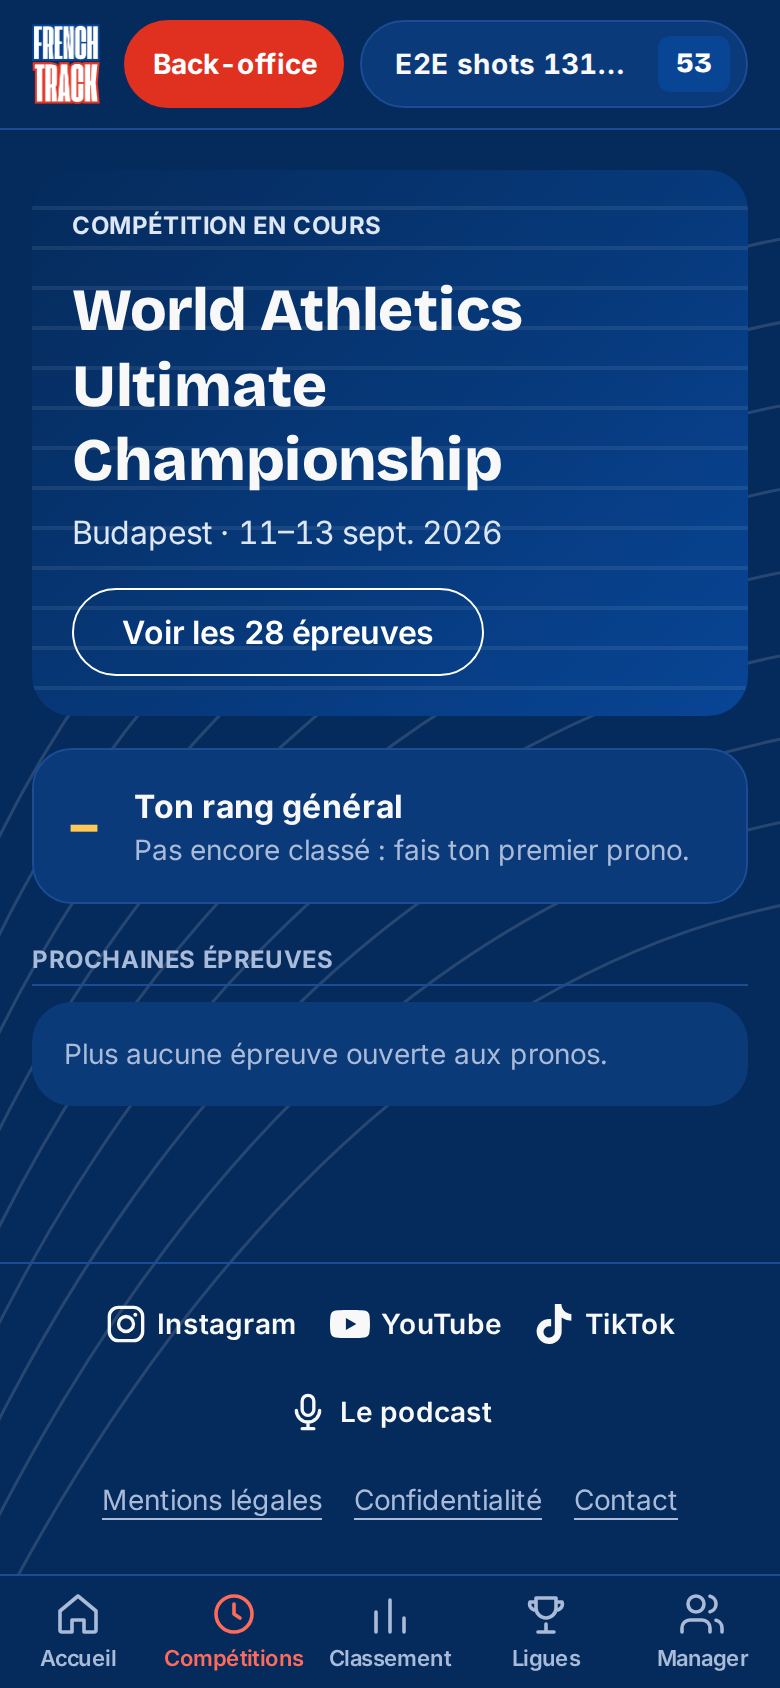 FRENCH
TRACK
Back-office
E2E shots 131... 53
COMPÉTITION EN COURS
World Athletics
Ultimate
Championship
Budapest · 11–13 sept. 2026
Voir les 28 épreuves
–
Ton rang général
Pas encore classé : fais ton premier prono.
PROCHAINES ÉPREUVES
Plus aucune épreuve ouverte aux pronos.
Instagram YouTube TikTok
Le podcast
Mentions légales Confidentialité Contact
Accueil Compétitions Classement Ligues Manager